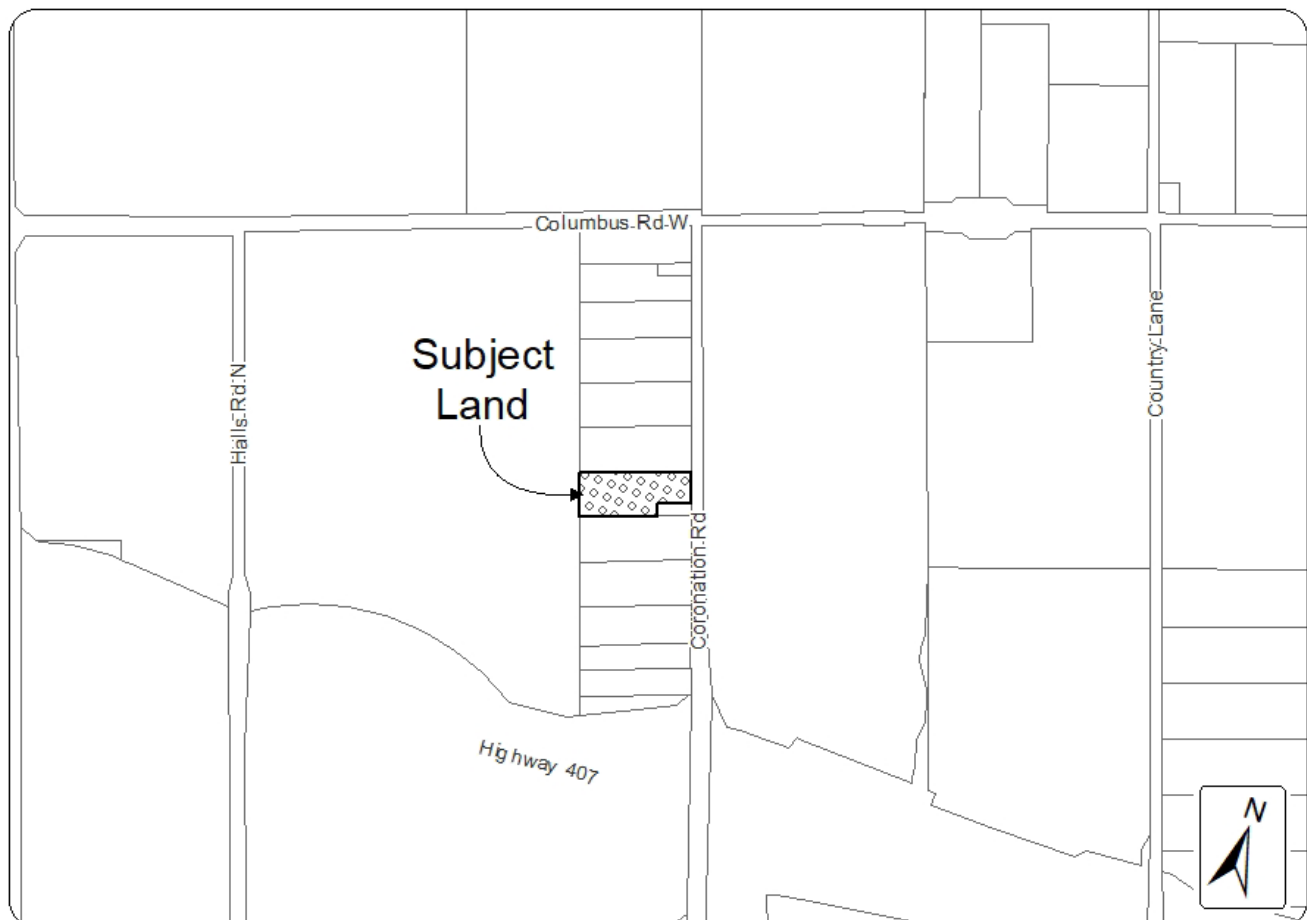 Columbus Rd W
Subject
Land
Halls Rd N
Country Lane
Coronation Rd
Highway 407
N